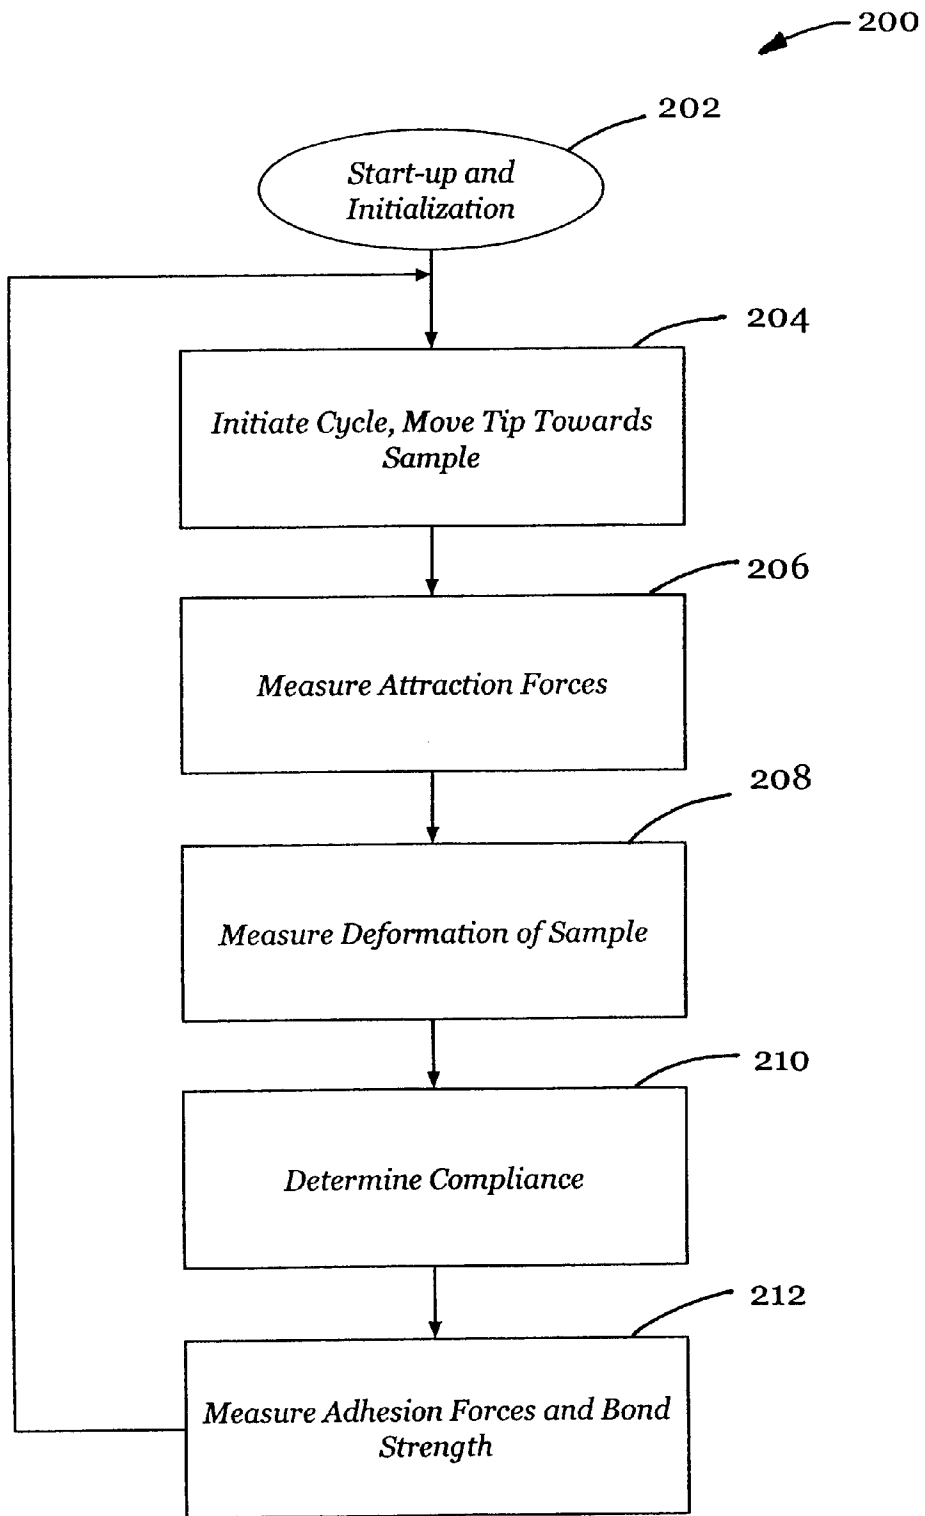 200
202
Start-up and
Initialization
204
Initiate Cycle, Move Tip Towards
Sample
206
Measure Attraction Forces
208
Measure Deformation of Sample
210
Determine Compliance
212
Measure Adhesion Forces and Bond
Strength